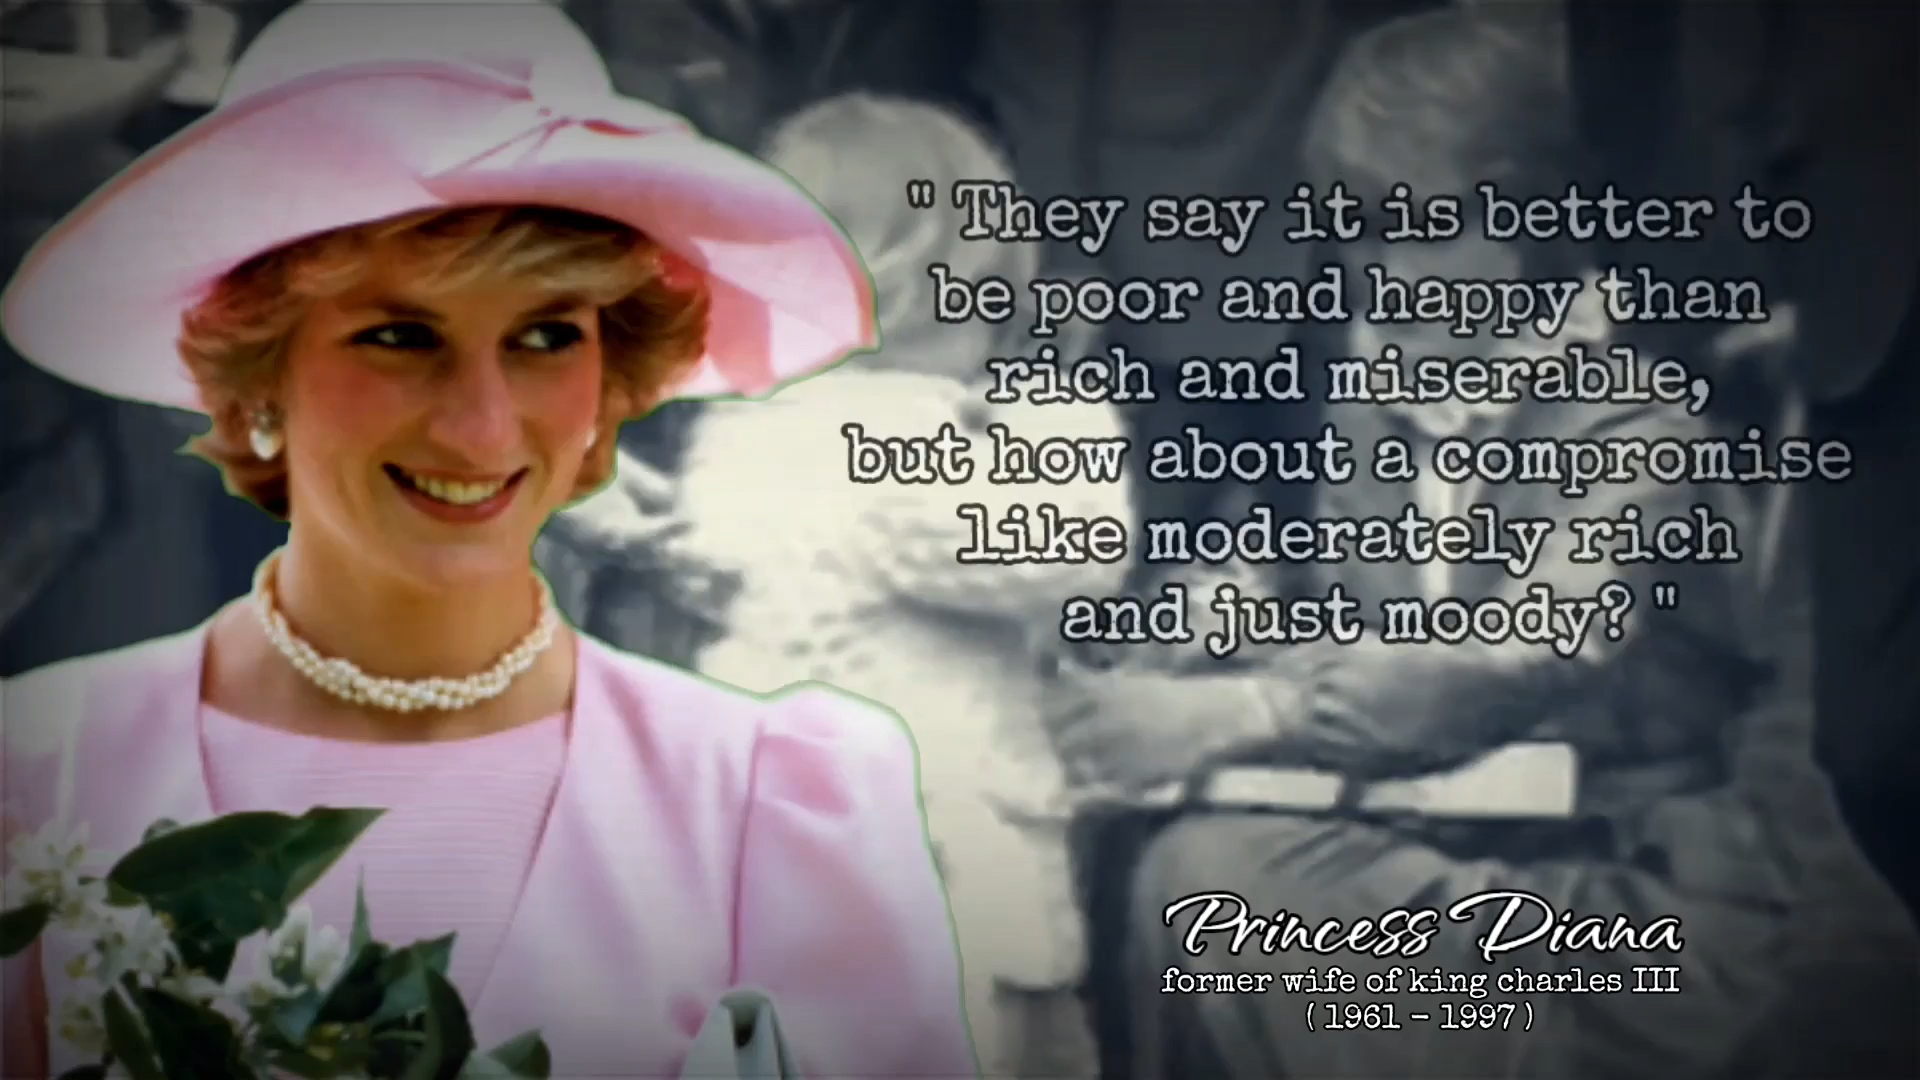 " They say it is better to
be poor and happy than
rich and miserable,
but how about a compromise
like moderately rich
and just moody? "
Princess Diana
former wife of king charles III
( 1961 - 1997 )